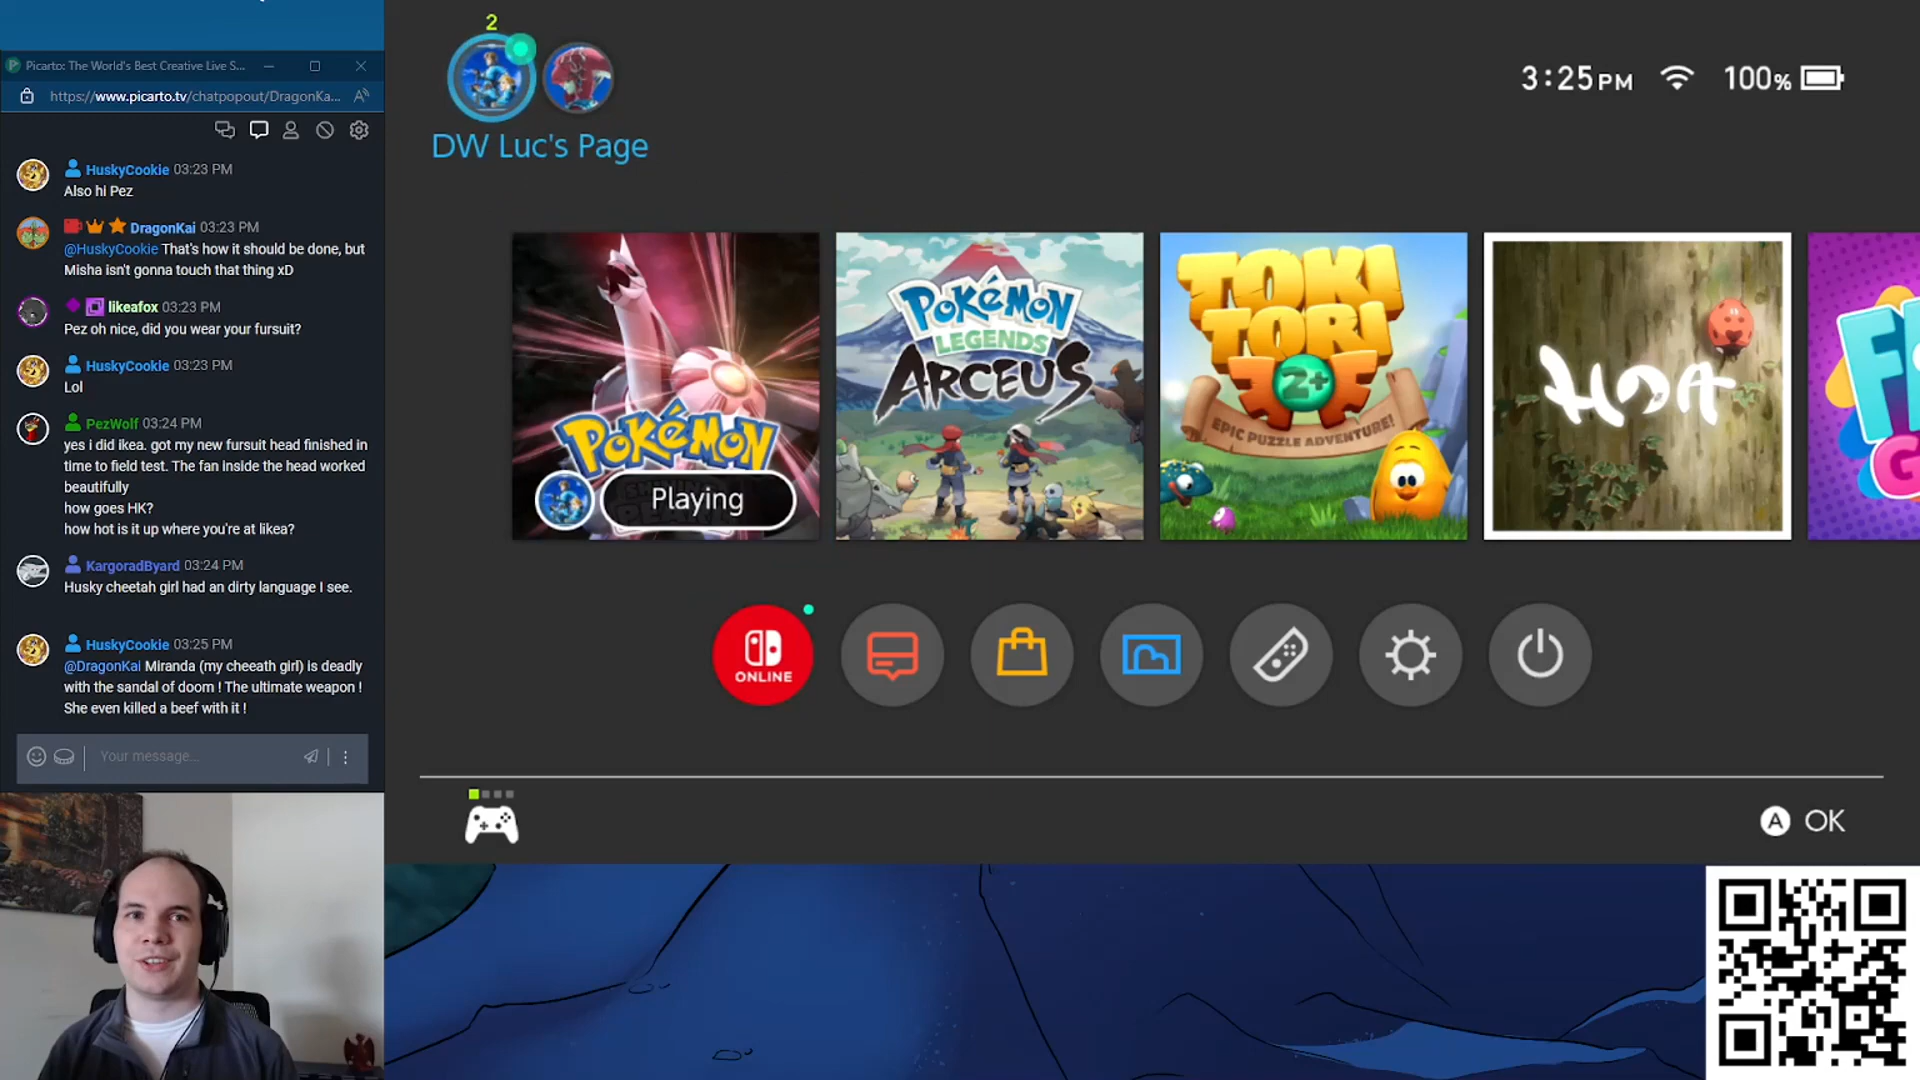 Picarto: The World's Best Creative Live S...
https://www.picarto.tv/chatpopout/DragonKa...
HuskyCookie 03:23 PM
Also hi Pez
DragonKai 03:23 PM
@HuskyCookie That's how it should be done, but
Misha isn't gonna touch that thing xD
likeafox 03:23 PM
Pez oh nice, did you wear your fursuit?
HuskyCookie 03:23 PM
Lol
PezWolf 03:24 PM
yes i did ikea. got my new fursuit head finished in
time to field test. The fan inside the head worked
beautifully
how goes HK?
how hot is it up where you're at likea?
KargoradByard 03:24 PM
Husky cheetah girl had an dirty language I see.
HuskyCookie 03:25 PM
@DragonKai Miranda (my cheeath girl) is deadly
with the sandal of doom ! The ultimate weapon !
She even killed a beef with it !
Your message...
2
DW Luc's Page
3:25 PM 100%
POKéMON
Playing
POKéMON
LEGENDS
ARCEUS
TOKI
TORI
2+
EPIC PUZZLE ADVENTURE!
HOA
ONLINE
A OK